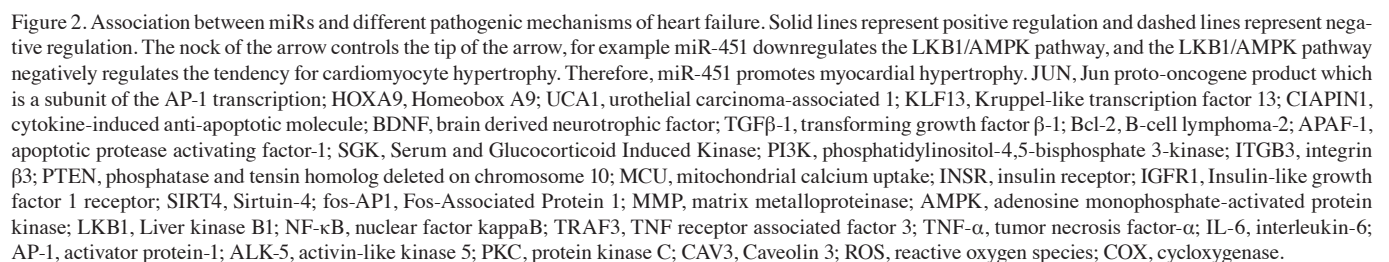 Figure 2. Association between miRs and different pathogenic mechanisms of heart failure. Solid lines represent positive regulation and dashed lines represent nega-
tive regulation. The nock of the arrow controls the tip of the arrow, for example miR-451 downregulates the LKB1/AMPK pathway, and the LKB1/AMPK pathway
negatively regulates the tendency for cardiomyocyte hypertrophy. Therefore, miR-451 promotes myocardial hypertrophy. JUN, Jun proto-oncogene product which
is a subunit of the AP-1 transcription; HOXA9, Homeobox A9; UCA1, urothelial carcinoma-associated 1; KLF13, Kruppel-like transcription factor 13; CIAPIN1,
cytokine-induced anti-apoptotic molecule; BDNF, brain derived neurotrophic factor; TGFβ-1, transforming growth factor β-1; Bcl-2, B-cell lymphoma-2; APAF-1,
apoptotic protease activating factor-1; SGK, Serum and Glucocorticoid Induced Kinase; PI3K, phosphatidylinositol-4,5-bisphosphate 3-kinase; ITGB3, integrin
β3; PTEN, phosphatase and tensin homolog deleted on chromosome 10; MCU, mitochondrial calcium uptake; INSR, insulin receptor; IGFR1, Insulin-like growth
factor 1 receptor; SIRT4, Sirtuin-4; fos-AP1, Fos-Associated Protein 1; MMP, matrix metalloproteinase; AMPK, adenosine monophosphate-activated protein
kinase; LKB1, Liver kinase B1; NF-κB, nuclear factor kappaB; TRAF3, TNF receptor associated factor 3; TNF-α, tumor necrosis factor-α; IL-6, interleukin-6;
AP-1, activator protein-1; ALK-5, activin-like kinase 5; PKC, protein kinase C; CAV3, Caveolin 3; ROS, reactive oxygen species; COX, cycloxygenase.